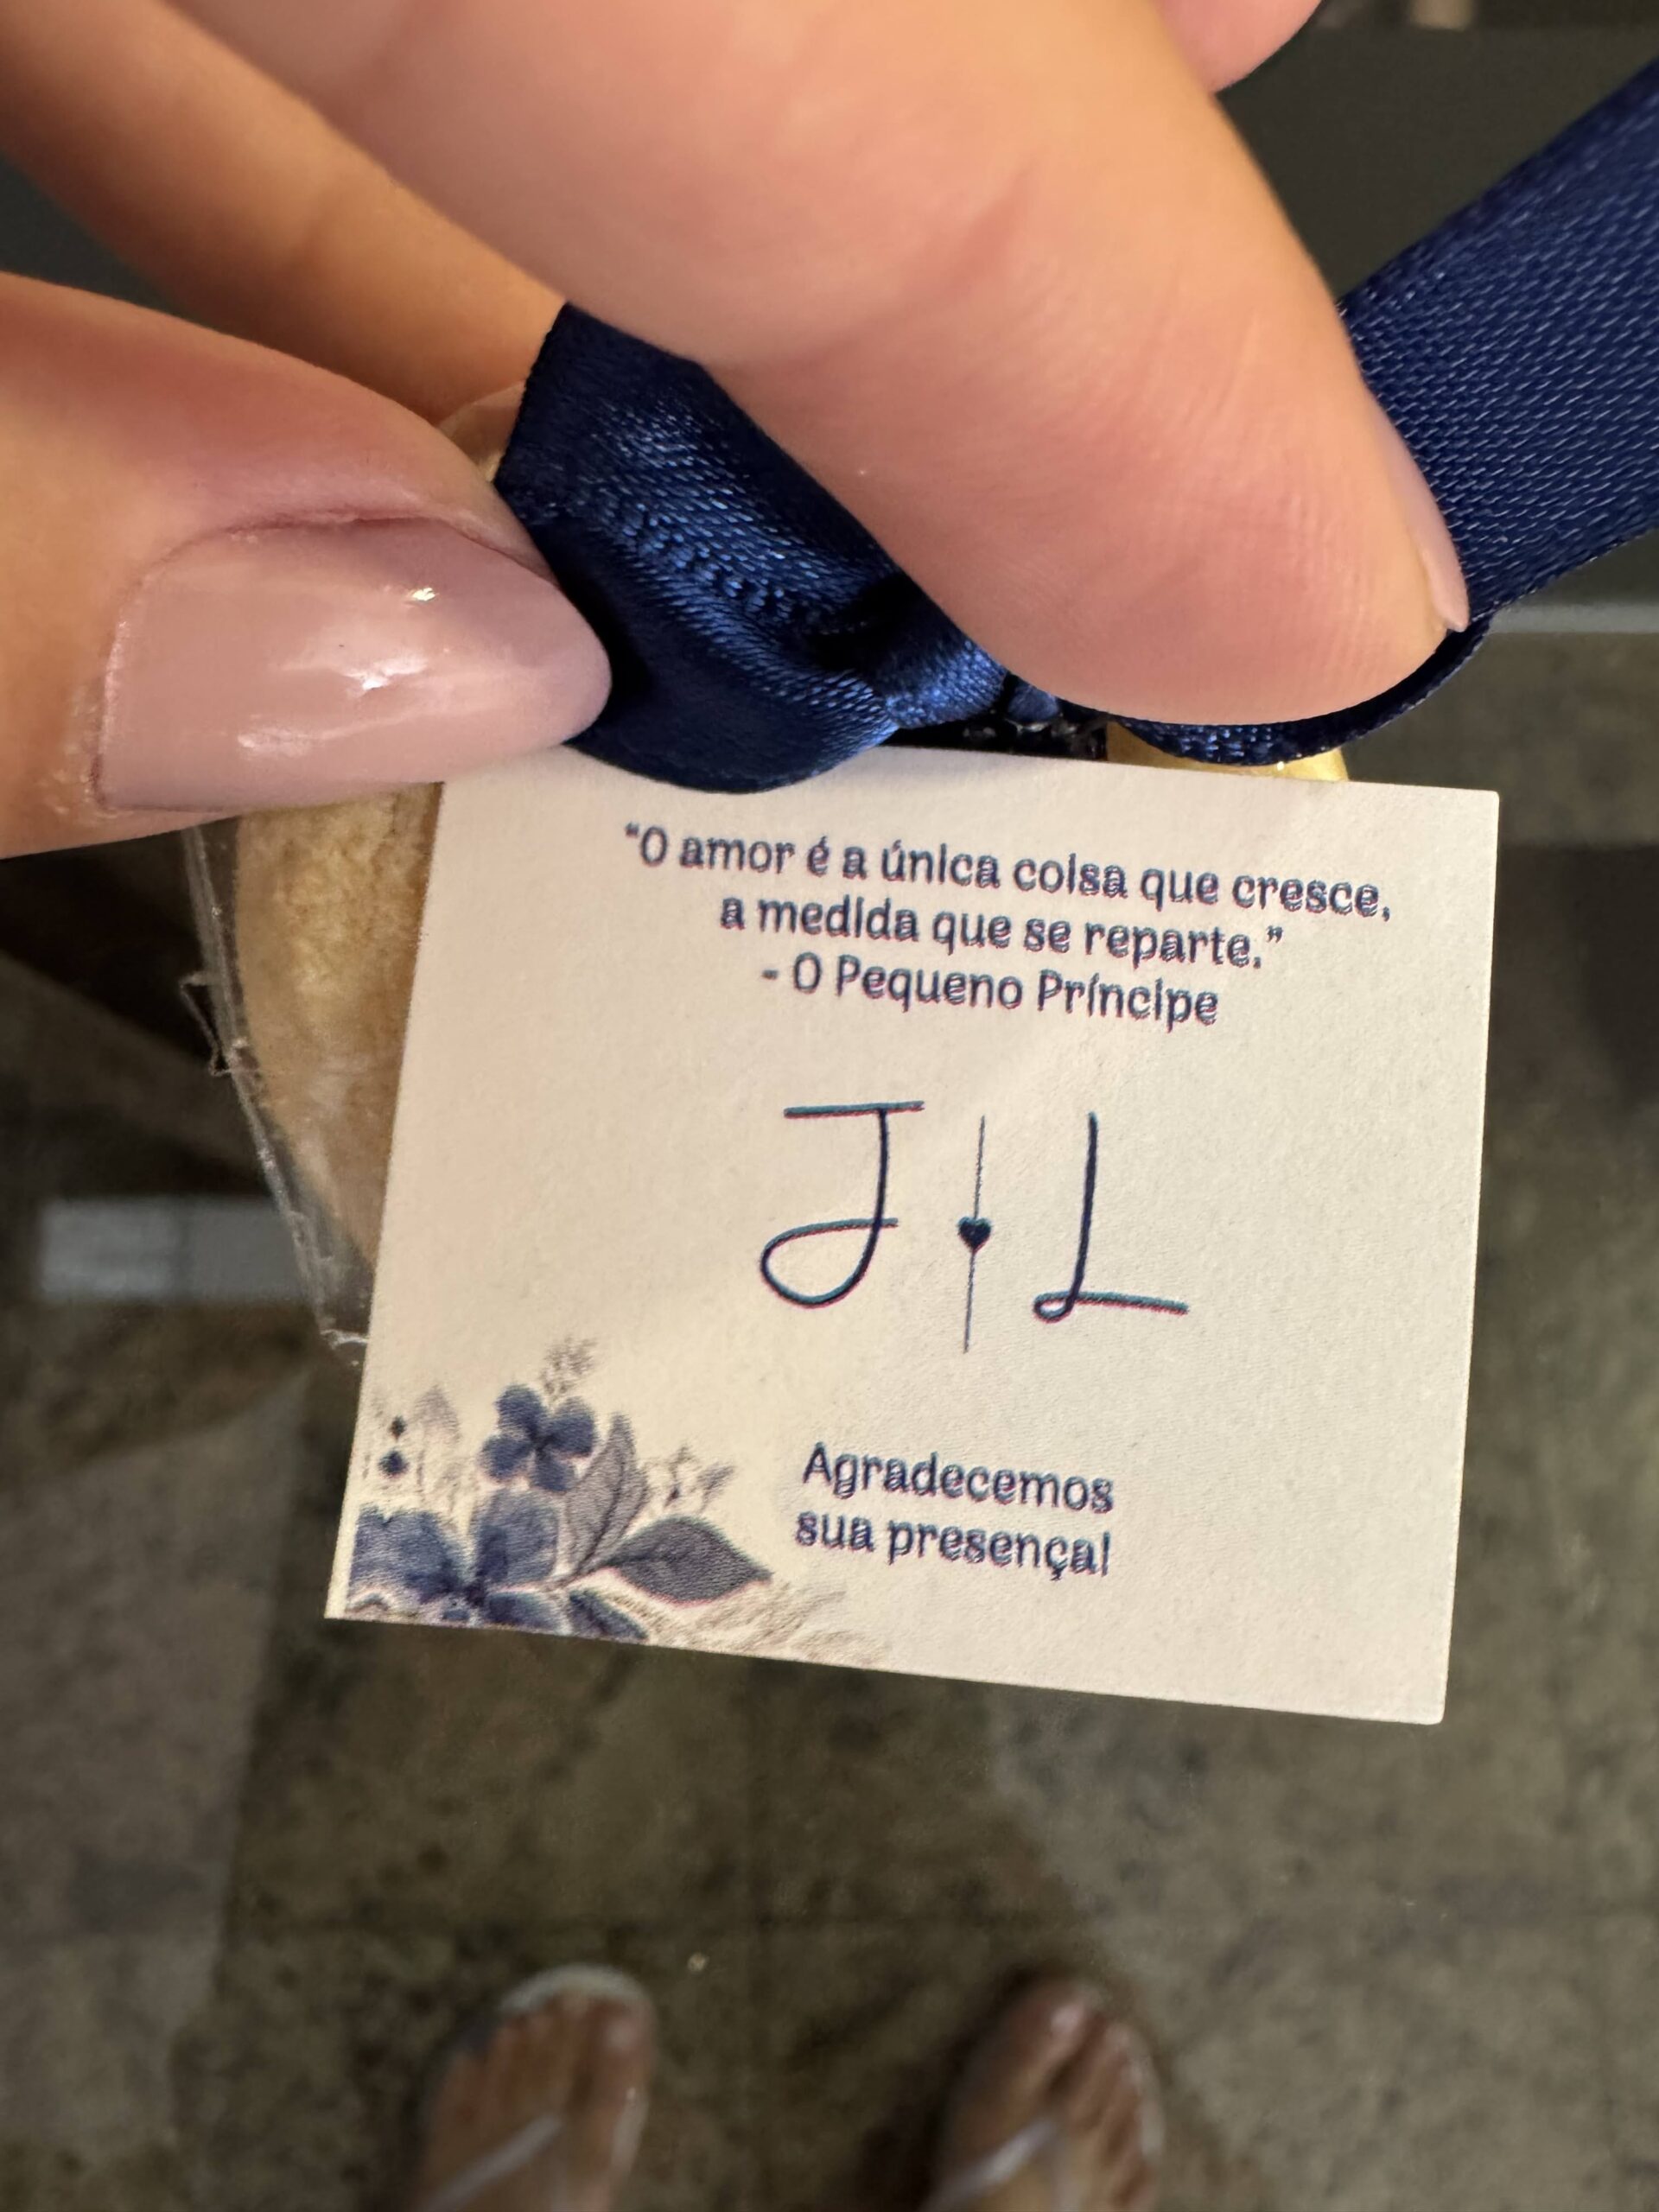 “O amor é a única coisa que cresce,
a medida que se reparte.”
- O Pequeno Príncipe
J L
Agradecemos
sua presença!